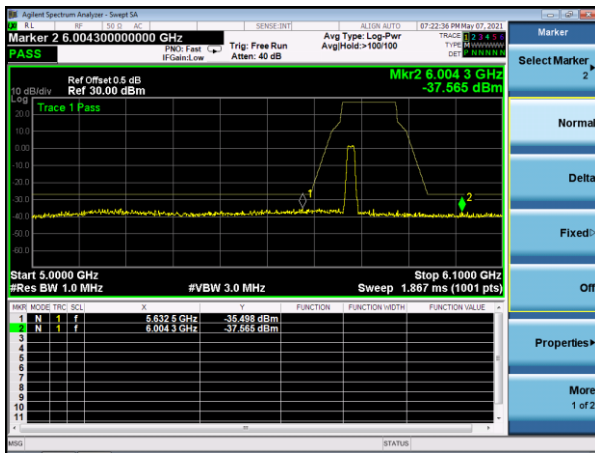 Agilent Spectrum Analyzer - Swept SA
RL RF 50 Ω AC SENSE:INT ALIGN AUTO 07:22:36 PM May 07, 2021
Marker 2 6.004300000000 GHz
PNO: Fast Trig: Free Run Avg Type: Log-Pwr TRACE 1 2 3 4 5 6
PASS IFGain:Low Atten: 40 dB Avg|Hold:>100/100 TYPE M WWWWW
DET P N N N N N
Ref Offset 0.5 dB Mkr2 6.004 3 GHz
10 dB/div Ref 30.00 dBm -37.565 dBm
Log
Trace 1 Pass
20.0
10.0
0.00
-10.0
-20.0
-30.0
-40.0
-50.0
-60.0
1
2
Start 5.0000 GHz Stop 6.1000 GHz
#Res BW 1.0 MHz #VBW 3.0 MHz Sweep 1.867 ms (1001 pts)
MKR MODE TRC SCL X Y FUNCTION FUNCTION WIDTH FUNCTION VALUE
1 N 1 f 5.632 5 GHz -35.498 dBm
2 N 1 f 6.004 3 GHz -37.565 dBm
3
4
5
6
7
8
9
10
11
MSG STATUS
Marker
Select Marker
2
Normal
Delta
Fixed
Off
Properties
More
1 of 2